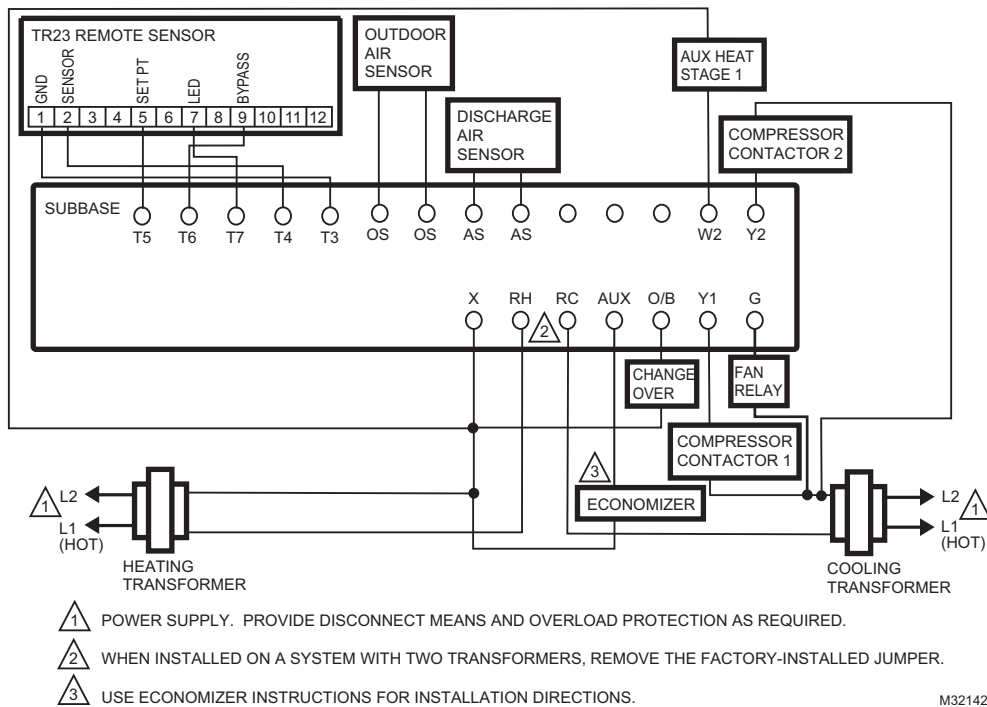 TR23 REMOTE SENSOR
GND
SENSOR
SET PT
LED
BYPASS
1 2 3 4 5 6 7 8 9 10 11 12
OUTDOOR
AIR
SENSOR
DISCHARGE
AIR
SENSOR
AUX HEAT
STAGE 1
COMPRESSOR
CONTACTOR 2
SUBBASE
T5 T6 T7 T4 T3 OS OS AS AS W2 Y2
X RH RC AUX O/B Y1 G
2
CHANGE
OVER
FAN
RELAY
COMPRESSOR
CONTACTOR 1
3
ECONOMIZER
1
L2
L1
(HOT)
HEATING
TRANSFORMER
L2
1
L1
(HOT)
COOLING
TRANSFORMER
1 POWER SUPPLY. PROVIDE DISCONNECT MEANS AND OVERLOAD PROTECTION AS REQUIRED.
2 WHEN INSTALLED ON A SYSTEM WITH TWO TRANSFORMERS, REMOVE THE FACTORY-INSTALLED JUMPER.
3 USE ECONOMIZER INSTRUCTIONS FOR INSTALLATION DIRECTIONS.
M32142